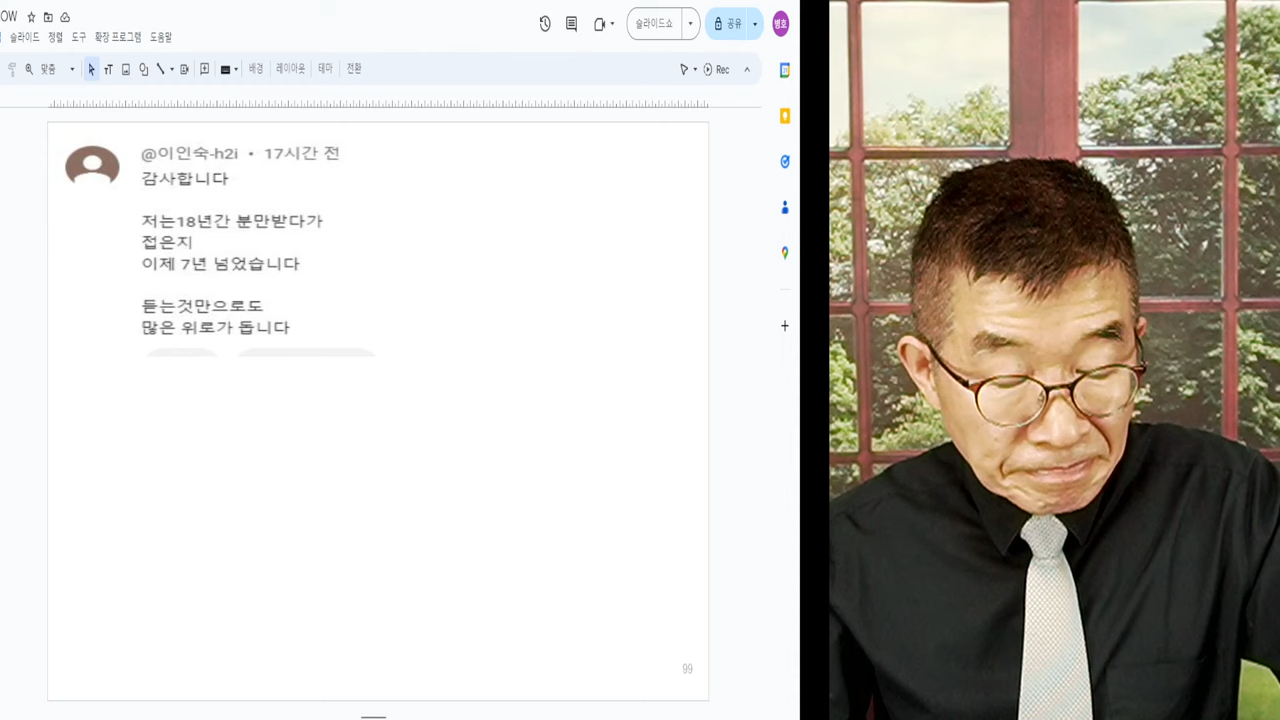 OW
슬라이드 정렬 도구 확장 프로그램 도움말
슬라이드쇼
공유
병호
맞춤
배경
레이아웃
테마
전환
Rec
@이인숙-h2i • 17시간 전
감사합니다
저는18년간 분만받다가
접은지
이제 7년 넘었습니다
듣는것만으로도
많은 위로가 돕니다
99